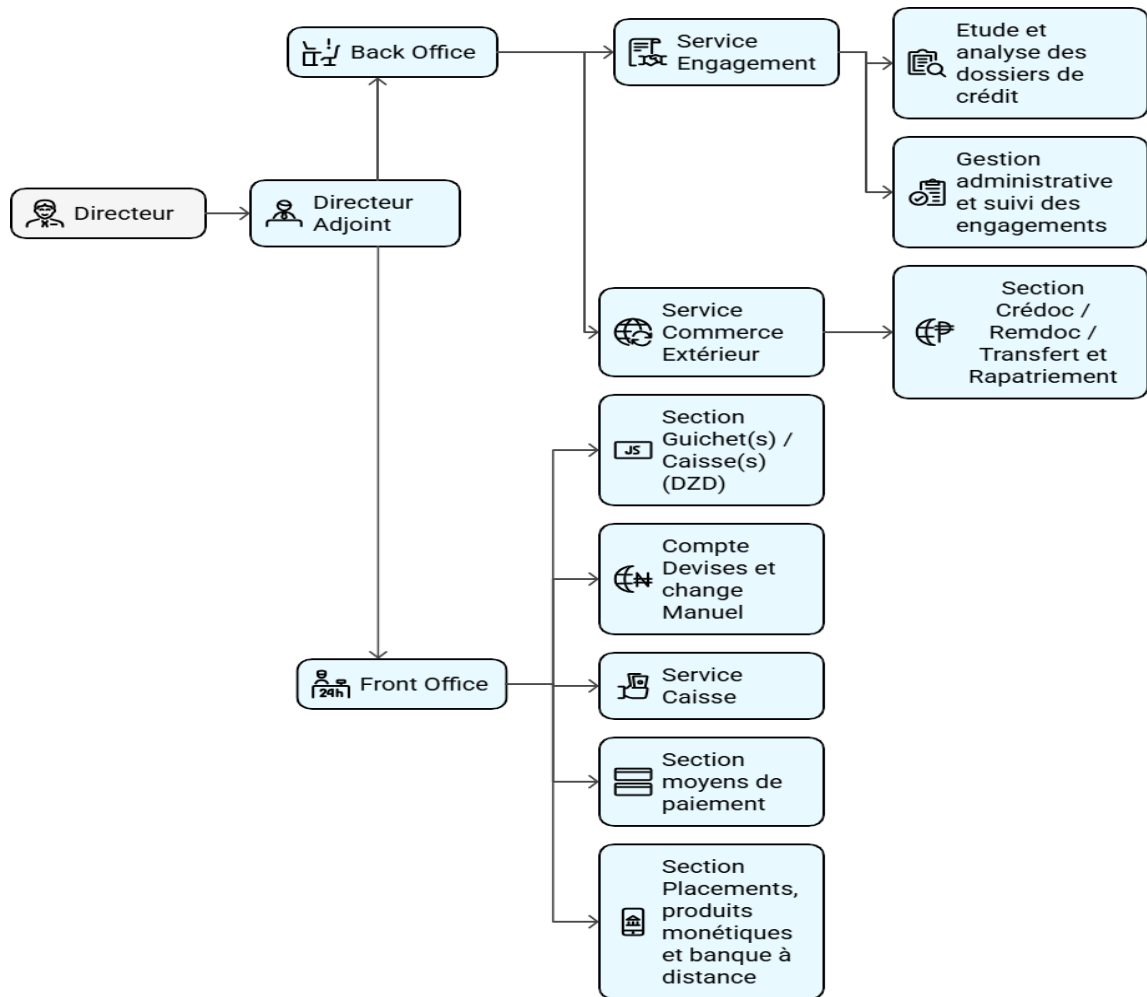 Directeur
Directeur
Adjoint
Back Office
Service
Engagement
Etude et
analyse des
dossiers de
crédit
Gestion
administrative
et suivi des
engagements
Service
Commerce
Extérieur
Section
Crédoc /
Remdoc /
Transfert et
Rapatriement
Front Office
24h
Section
Guichet(s) /
Caisse(s)
(DZD)
JS
Compte
Devises et
change
Manuel
Service
Caisse
Section
moyens de
paiement
Section
Placements,
produits
monétiques
et banque à
distance